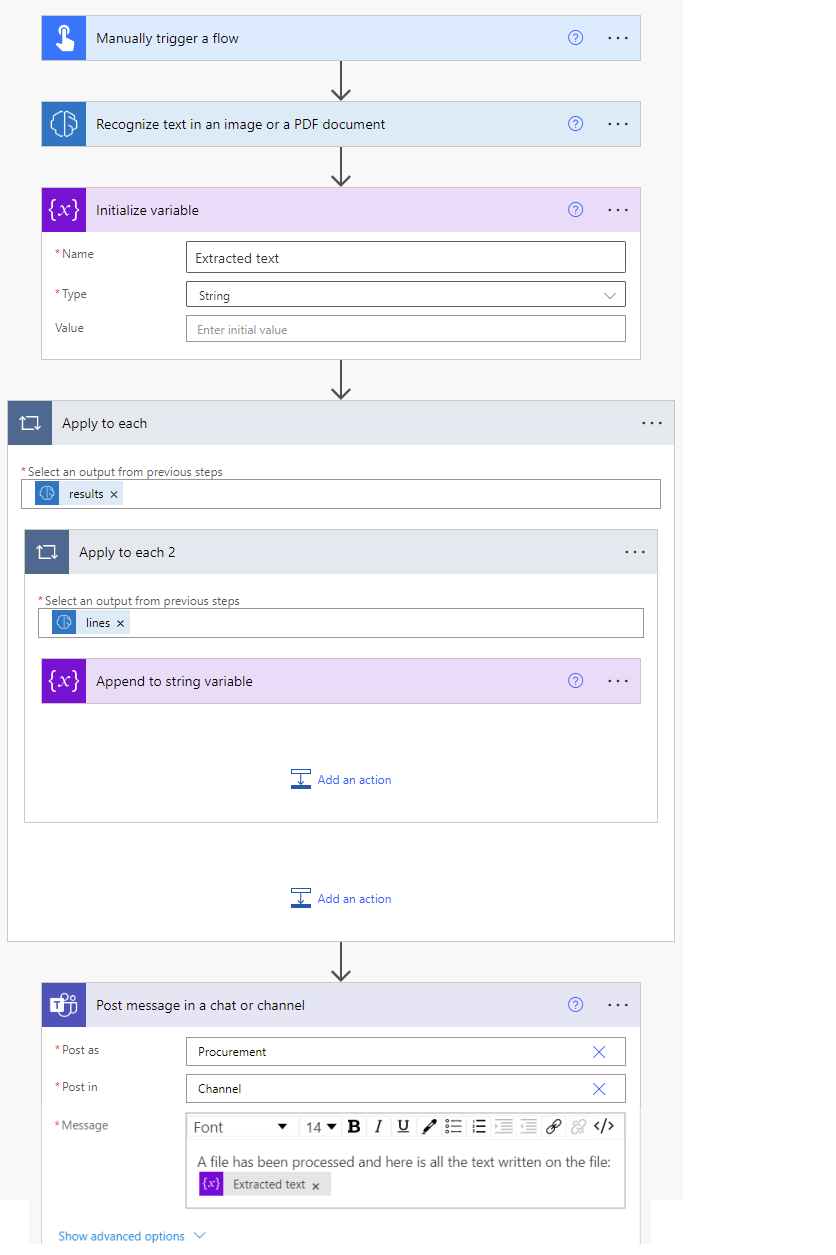 Manually trigger a flow
Recognize text in an image or a PDF document
{x} Initialize variable
* Name Extracted text
* Type String
Value Enter initial value
Apply to each
* Select an output from previous steps
results ×
Apply to each 2
* Select an output from previous steps
lines ×
{x} Append to string variable
Add an action
Add an action
T Post message in a chat or channel
* Post as Procurement
* Post in Channel
* Message Font 14 B I U </>
A file has been processed and here is all the text written on the file:
{x} Extracted text ×
Show advanced options